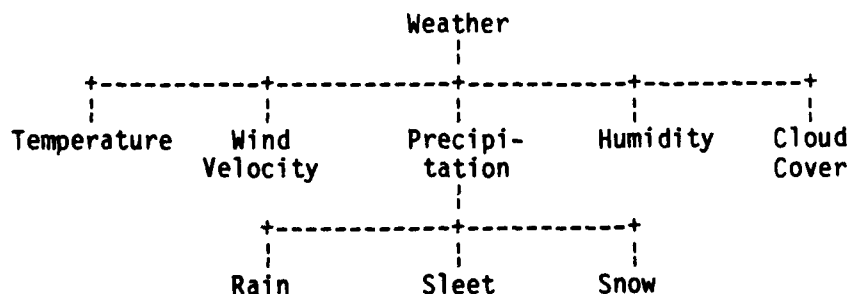 Weather
Temperature Wind Precipi- Humidity Cloud
Velocity tation Cover
Rain Sleet Snow